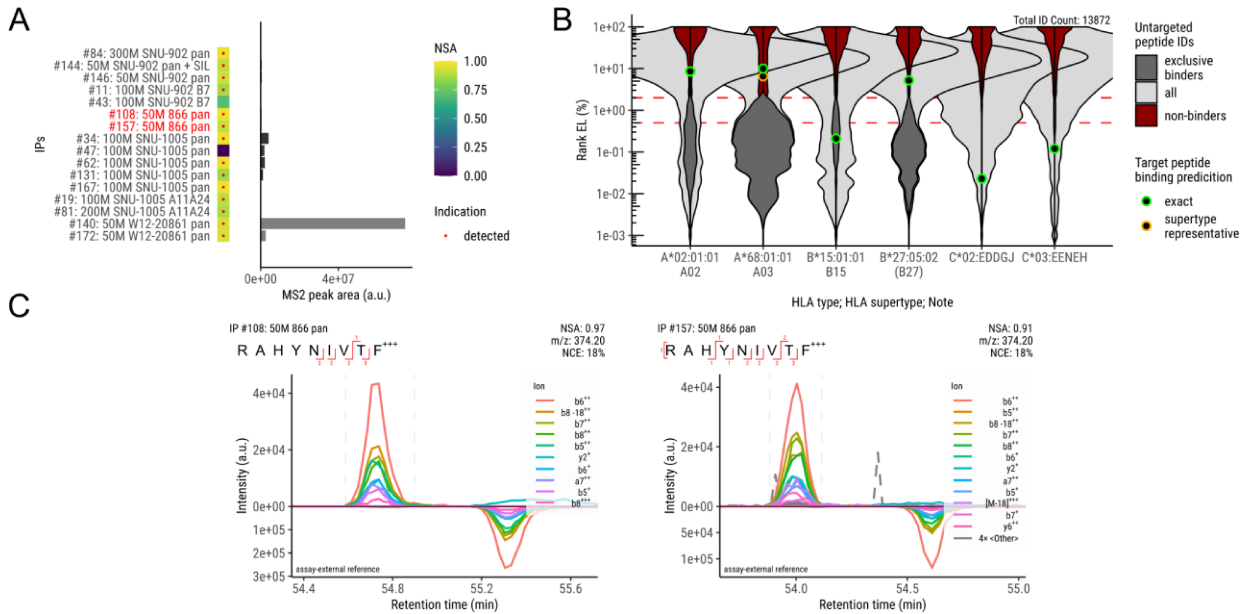 A
IPs
#84: 300M SNU-902 pan
#144: 50M SNU-902 pan + SIL
#146: 50M SNU-902 pan
#11: 100M SNU-902 B7
#43: 100M SNU-902 B7
#108: 50M 866 pan
#157: 50M 866 pan
#34: 100M SNU-1005 pan
#47: 100M SNU-1005 pan
#62: 100M SNU-1005 pan
#131: 100M SNU-1005 pan
#167: 100M SNU-1005 pan
#19: 100M SNU-1005 A11A24
#81: 200M SNU-1005 A11A24
#140: 50M W12-20861 pan
#172: 50M W12-20861 pan
0e+00 4e+07
MS2 peak area (a.u.)
NSA
1.00
0.75
0.50
0.25
0.00
Indication
detected
B
Total ID Count: 13872
Rank EL (%)
1e+02
1e+01
1e+00
1e-01
1e-02
1e-03
A*02:01:01 A*68:01:01 B*15:01:01 B*27:05:02 C*02:EDDGJ C*03:EENEH
A02 A03 B15 (B27)
HLA type; HLA supertype; Note
Untargeted
peptide IDs
exclusive
binders
all
non-binders
Target peptide
binding predicition
exact
supertype
representative
C
IP #108: 50M 866 pan
NSA: 0.97
m/z: 374.20
NCE: 18%
R A H Y N I V T F+++
1
2 2 2 3
Intensity (a.u.)
4e+04
2e+04
0e+00
1e+05
2e+05
3e+05
assay-external reference
54.4 54.8 55.2 55.6
Retention time (min)
Ion
b6++
b8 -18++
b7++
b8++
b5++
y2+
b6+
a7++
b5+
b8+++
IP #157: 50M 866 pan
NSA: 0.91
m/z: 374.20
NCE: 18%
R A H Y N I V T F+++
1 2
1 1 2 2 3
Intensity (a.u.)
4e+04
2e+04
0e+00
5e+04
1e+05
assay-external reference
54.0 54.5 55.0
Retention time (min)
Ion
b6++
b5++
b8 -18++
b7++
b8++
b6+
y2+
a7++
b5+
[M-18]+++
b7+
y6++
4× <Other>